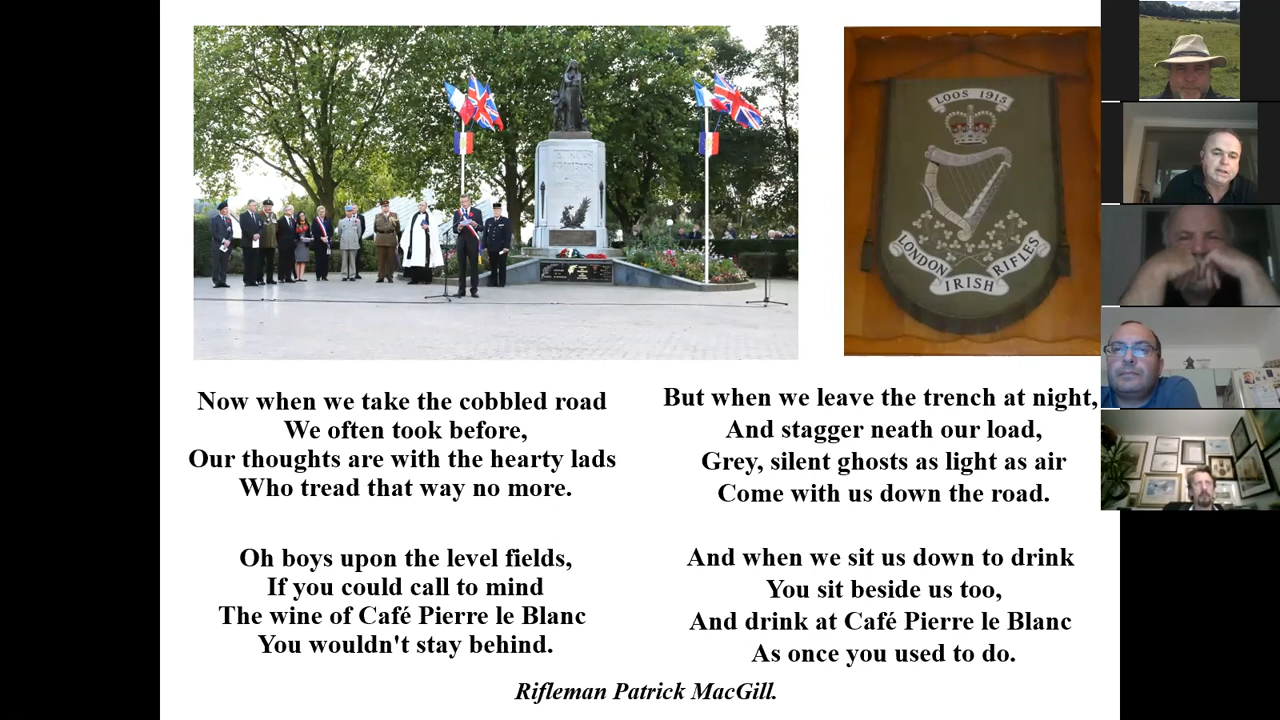 LOOS 1915
LONDON IRISH RIFLES
Now when we take the cobbled road
We often took before,
Our thoughts are with the hearty lads
Who tread that way no more.
Oh boys upon the level fields,
If you could call to mind
The wine of Café Pierre le Blanc
You wouldn't stay behind.
But when we leave the trench at night,
And stagger neath our load,
Grey, silent ghosts as light as air
Come with us down the road.
And when we sit us down to drink
You sit beside us too,
And drink at Café Pierre le Blanc
As once you used to do.
Rifleman Patrick MacGill.